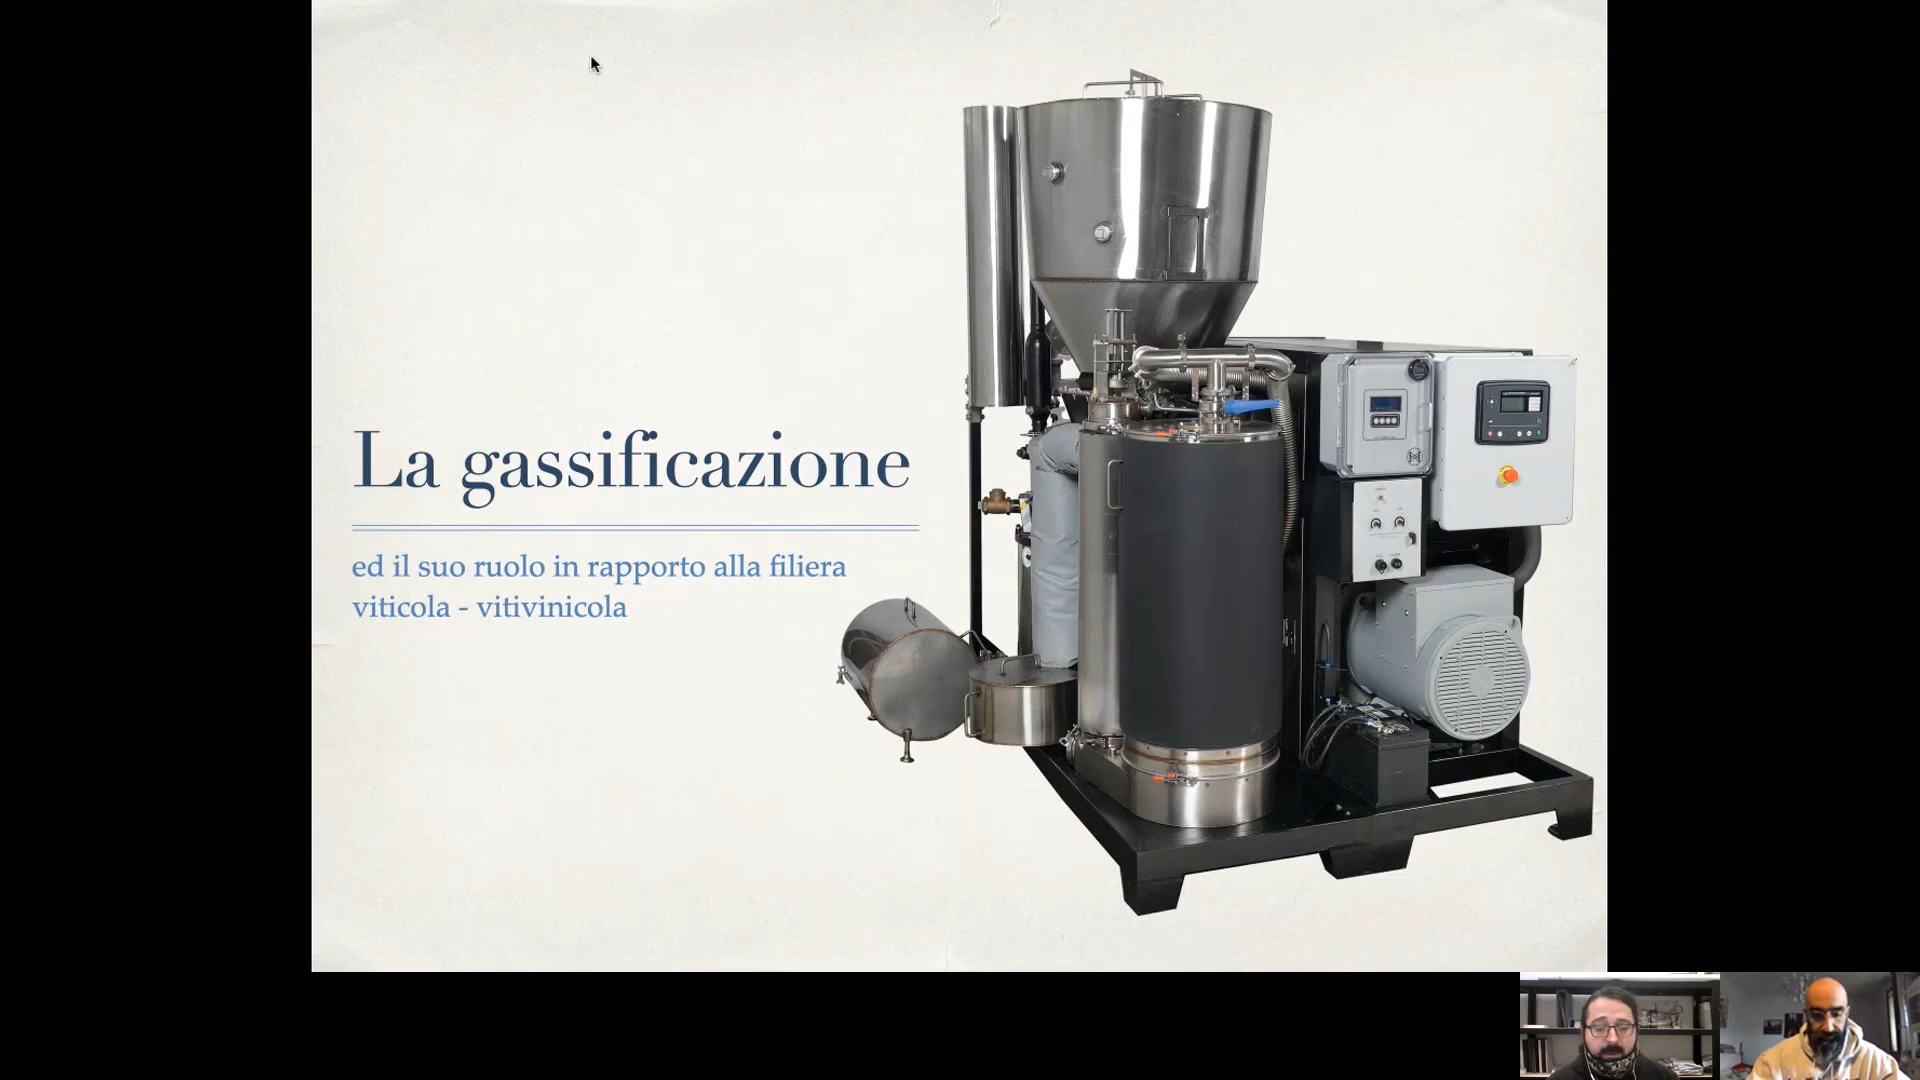 La gassificazione
ed il suo ruolo in rapporto alla filiera
viticola - vitivinicola